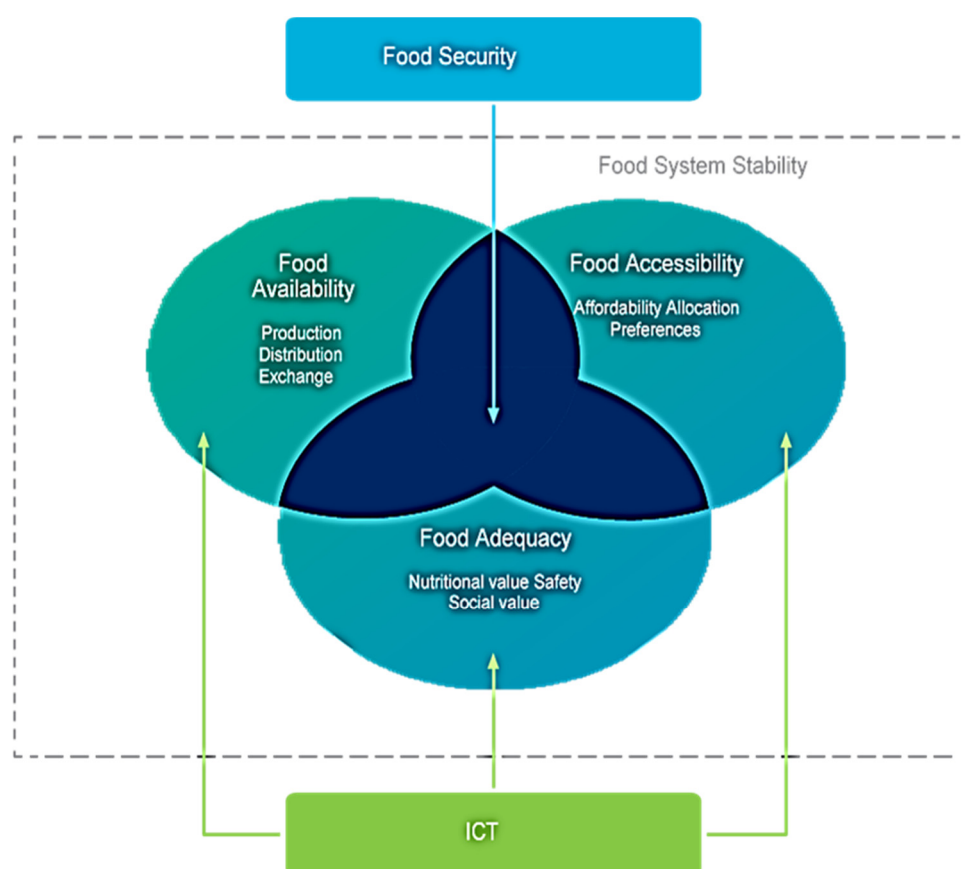 Food Security
Food System Stability
Food
Availability
Production
Distribution
Exchange
Food Accessibility
Affordability Allocation
Preferences
Food Adequacy
Nutritional value Safety
Social value
ICT